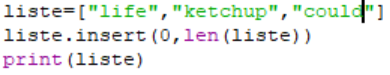 liste=["life","ketchup","could"]
liste.insert(0,len(liste))
print(liste)